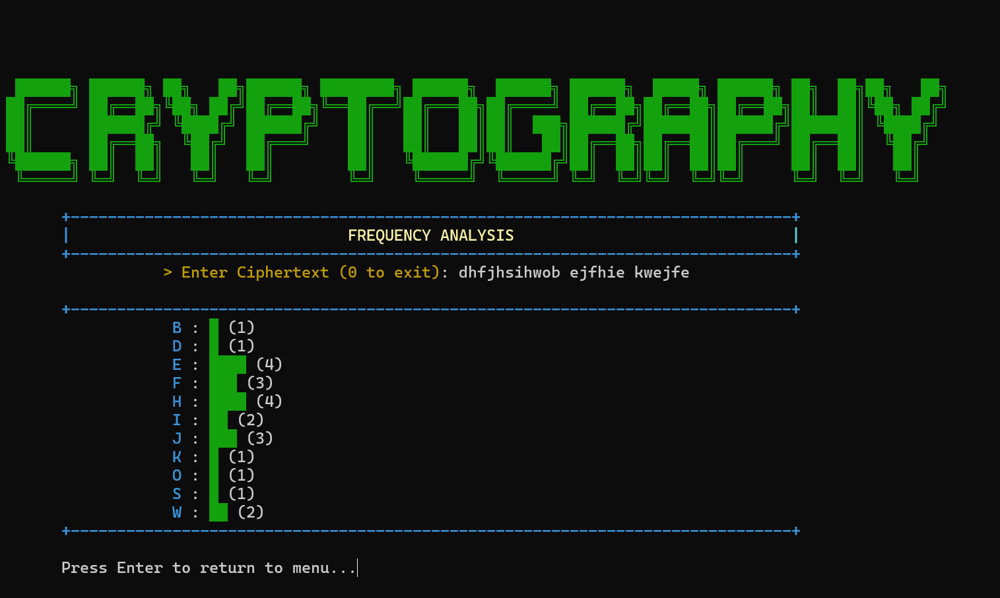 CRYPTOGRAPHY
FREQUENCY ANALYSIS
> Enter Ciphertext (0 to exit): dhfjhsihwob ejfhie kwejfe
B : (1)
D : (1)
E : (4)
F : (3)
H : (4)
I : (2)
J : (3)
K : (1)
O : (1)
S : (1)
W : (2)
Press Enter to return to menu...